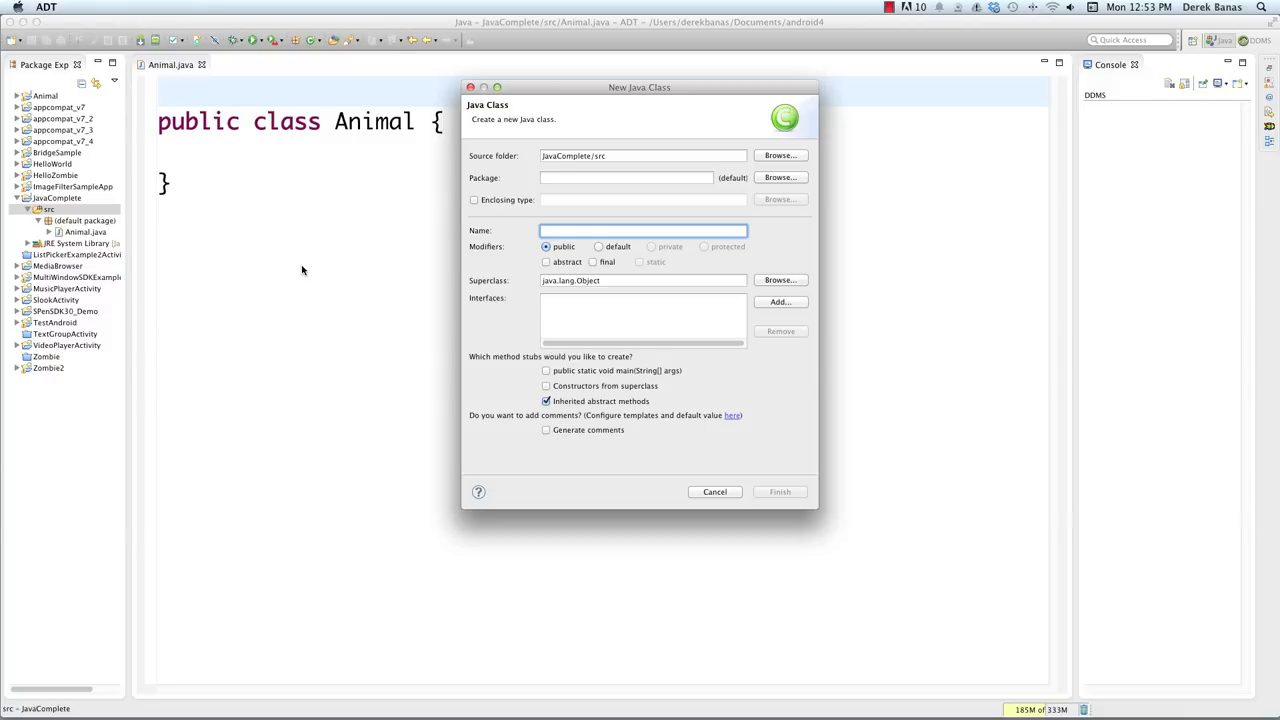 ADT
10
Mon 12:53 PM Derek Banas
Java - JavaComplete/src/Animal.java - ADT - /Users/derekbanas/Documents/android4
Quick Access
Java
DDMS
Package Exp
Animal.java
Console
DDMS
Animal
appcompat_v7
appcompat_v7_2
appcompat_v7_3
appcompat_v7_4
BridgeSample
HelloWorld
HelloZombie
ImageFilterSampleApp
JavaComplete
src
(default package)
Animal.java
JRE System Library [Ja
ListPickerExample2Activi
MediaBrowser
MultiWindowSDKExample
MusicPlayerActivity
SlookActivity
SPenSDK30_Demo
TestAndroid
TextGroupActivity
VideoPlayerActivity
Zombie
Zombie2
public class Animal {
}
New Java Class
Java Class
Create a new Java class.
Source folder: JavaComplete/src Browse...
Package: (default) Browse...
Enclosing type: Browse...
Name:
Modifiers: public default private protected
abstract final static
Superclass: java.lang.Object Browse...
Interfaces: Add...
Remove
Which method stubs would you like to create?
public static void main(String[] args)
Constructors from superclass
Inherited abstract methods
Do you want to add comments? (Configure templates and default value here)
Generate comments
? Cancel Finish
src - JavaComplete
185M of 333M